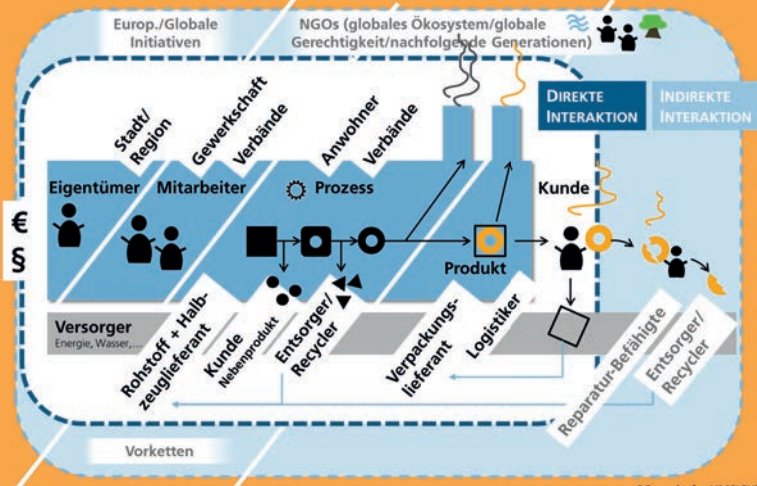 Europ./Globale
Initiativen
NGOs (globales Ökosystem/globale
Gerechtigkeit/nachfolgende Generationen)
DIREKTE
INTERAKTION
INDIREKTE
INTERAKTION
Stadt/
Region
Gewerkschaft
Verbände
Anwohner
Verbände
Eigentümer
Mitarbeiter
Prozess
Kunde
€
§
Produkt
Versorger
Energie, Wasser,...
Rohstoff + Halb-
zeuglieferant
Kunde
Nebenprodukt
Entsorger/
Recycler
Verpackungs-
lieferant
Logistiker
Reparatur-Befähigte
Entsorger/
Recycler
Vorketten